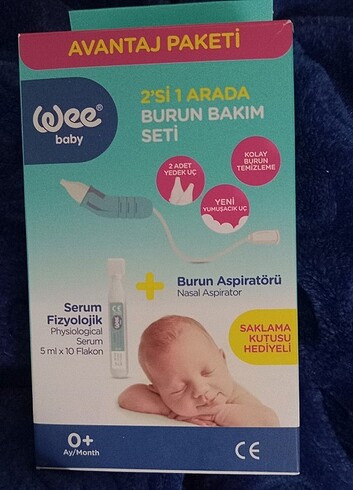 AVANTAJ PAKETİ
wee
baby
2'Sİ 1 ARADA
BURUN BAKIM
SETİ
2 ADET
YEDEK UÇ
KOLAY
BURUN
TEMİZLEME
YENİ
YUMUŞACIK UÇ
Burun Aspiratörü
Nasal Aspirator
Serum
Fizyolojik
Physiological
Serum
5 ml x 10 Flakon
wee
SAKLAMA
KUTUSU
HEDİYELİ
0+
Ay/Month
CE